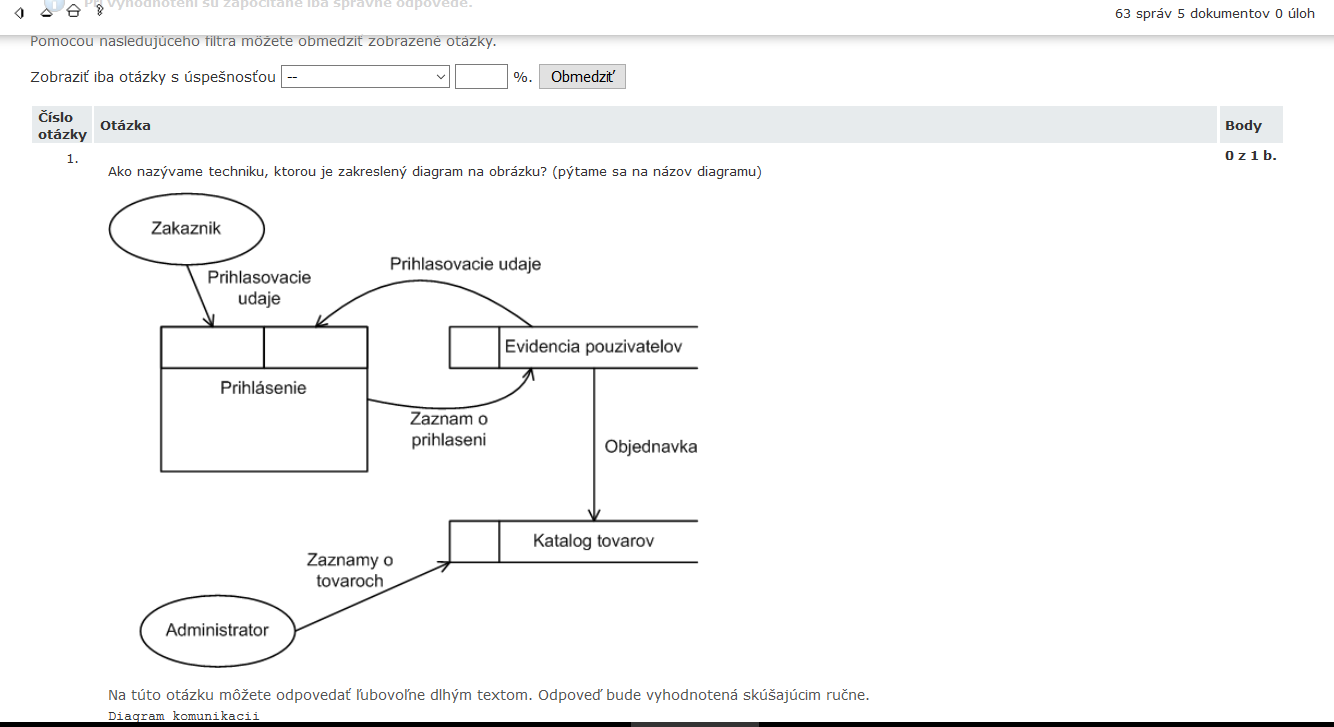 Pri vyhodnotení sú započítané iba správne odpovede.
63 správ 5 dokumentov 0 úloh
Pomocou nasledujúceho filtra môžete obmedziť zobrazené otázky.
Zobraziť iba otázky s úspešnosťou -- %. Obmedziť
Číslo otázky Otázka Body
1. 0 z 1 b.
Ako nazývame techniku, ktorou je zakreslený diagram na obrázku? (pýtame sa na názov diagramu)
Zakaznik
Prihlasovacie udaje
Prihlasovacie
udaje
Evidencia pouzivatelov
Prihlásenie
Zaznam o
prihlaseni
Objednavka
Katalog tovarov
Zaznamy o
tovaroch
Administrator
Na túto otázku môžete odpovedať ľubovoľne dlhým textom. Odpoveď bude vyhodnotená skúšajúcim ručne.
Diagram komunikacii